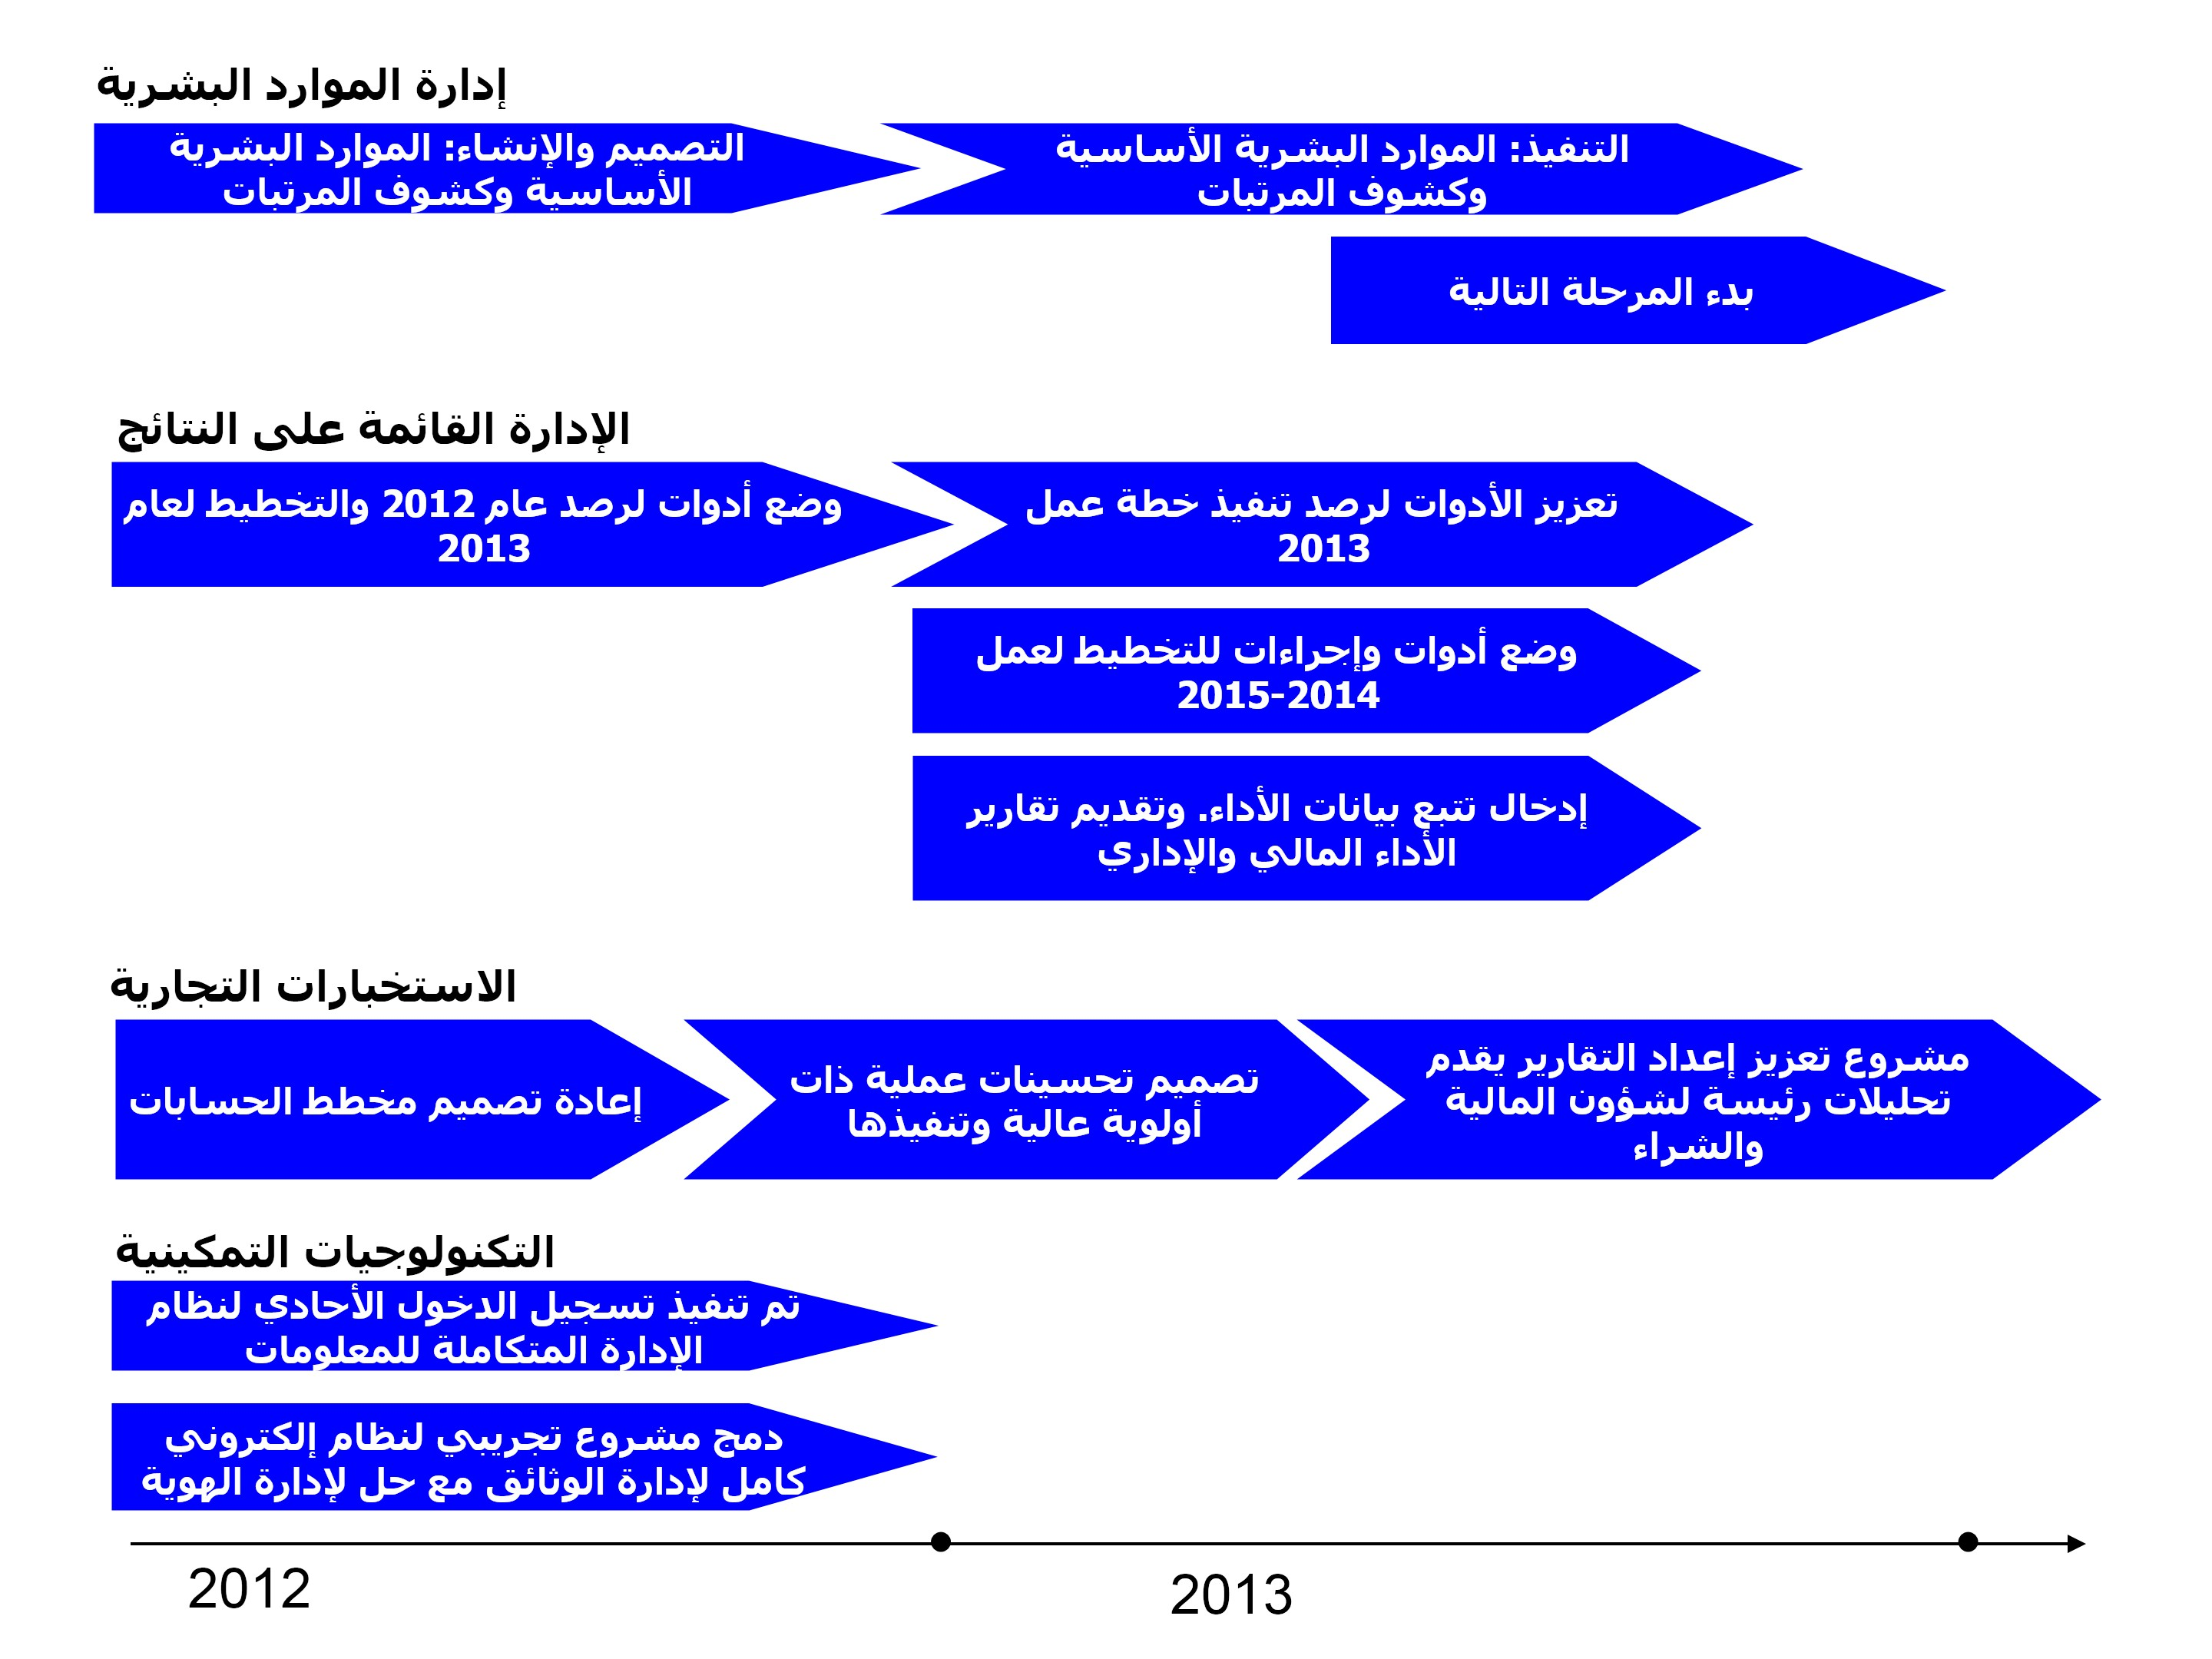 إدارة الموارد البشرية
التصميم والإنشاء: الموارد البشرية
الأساسية وكشوف المرتبات
التنفيذ: الموارد البشرية الأساسية
وكشوف المرتبات
بدء المرحلة التالية
الإدارة القائمة على النتائج
وضع أدوات لرصد عام 2012 والتخطيط لعام
2013
تعزيز الأدوات لرصد تنفيذ خطة عمل
2013
وضع أدوات وإجراءات للتخطيط لعمل
2014-2015
إدخال تتبع بيانات الأداء. وتقديم تقارير
الأداء المالي والإداري
الاستخبارات التجارية
إعادة تصميم مخطط الحسابات
تصميم تحسينات عملية ذات
أولوية عالية وتنفيذها
مشروع تعزيز إعداد التقارير يقدم
تحليلات رئيسة لشؤون المالية
والشراء
التكنولوجيات التمكينية
تم تنفيذ تسجيل الدخول الأحادي لنظام
الإدارة المتكاملة للمعلومات
دمج مشروع تجريبي لنظام إلكتروني
كامل لإدارة الوثائق مع حل لإدارة الهوية
2012
2013